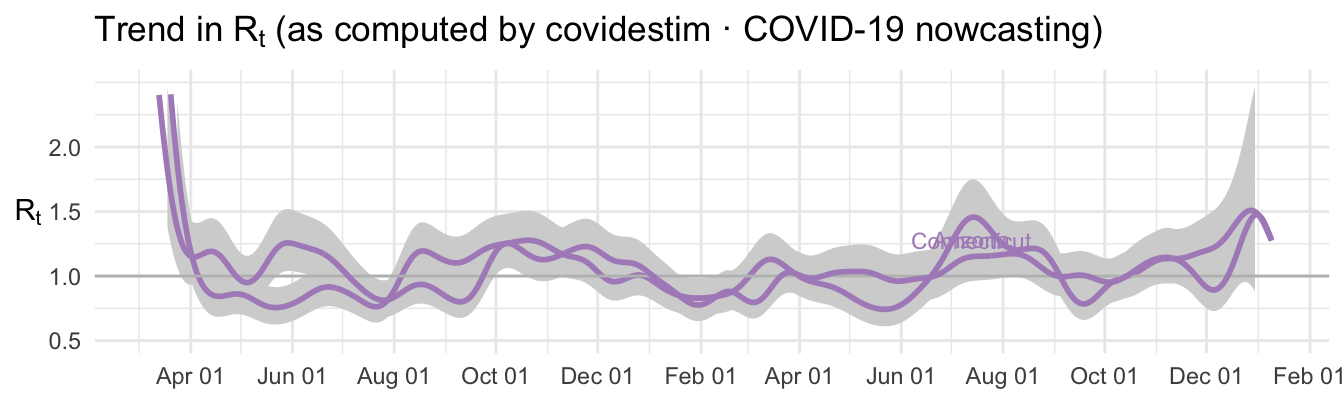 Trend in Rt (as computed by covidestim · COVID-19 nowcasting)
2.0
Rt 1.5
Connecticut Arizona
1.0
0.5
Apr 01 Jun 01 Aug 01 Oct 01 Dec 01 Feb 01 Apr 01 Jun 01 Aug 01 Oct 01 Dec 01 Feb 01